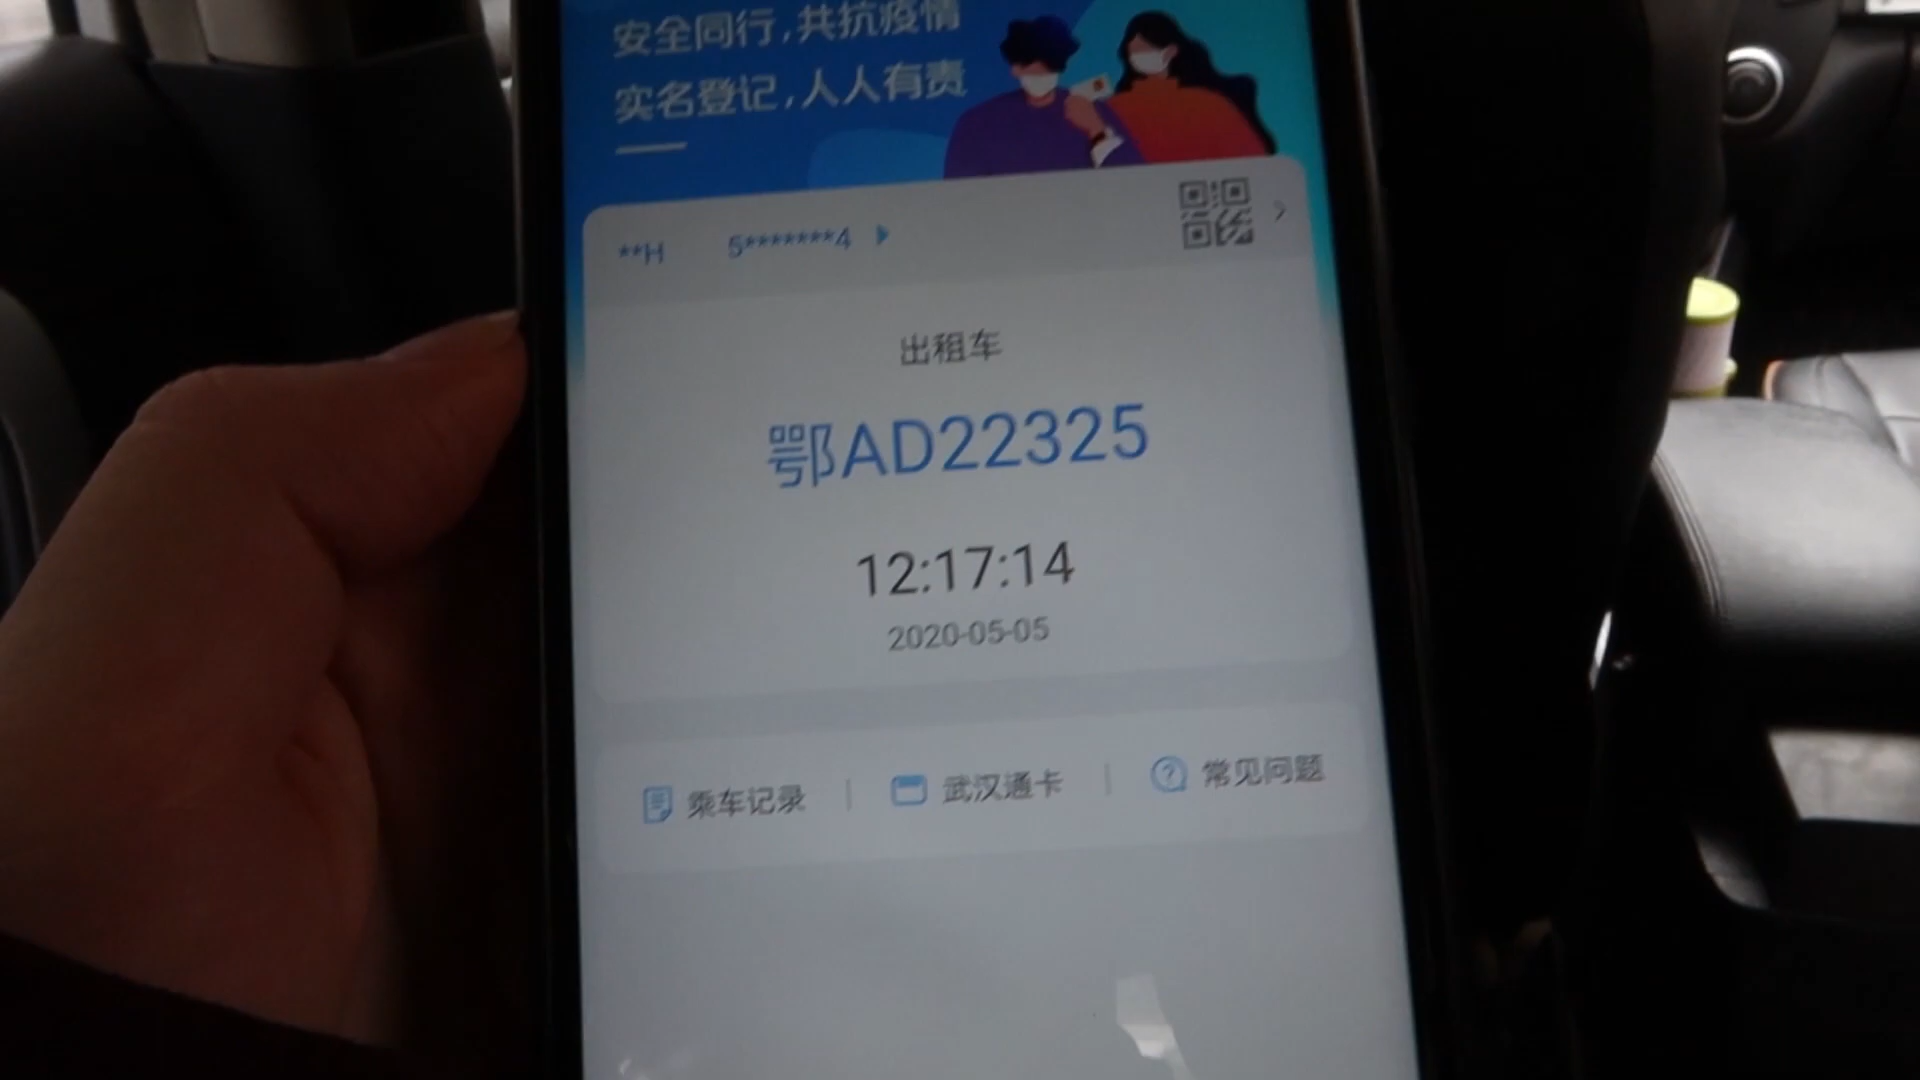 安全同行,共抗疫情
实名登记,人人有责
**H 5*******4
出租车
鄂AD22325
12:17:14
2020-05-05
乘车记录 | 武汉通卡 | 常见问题